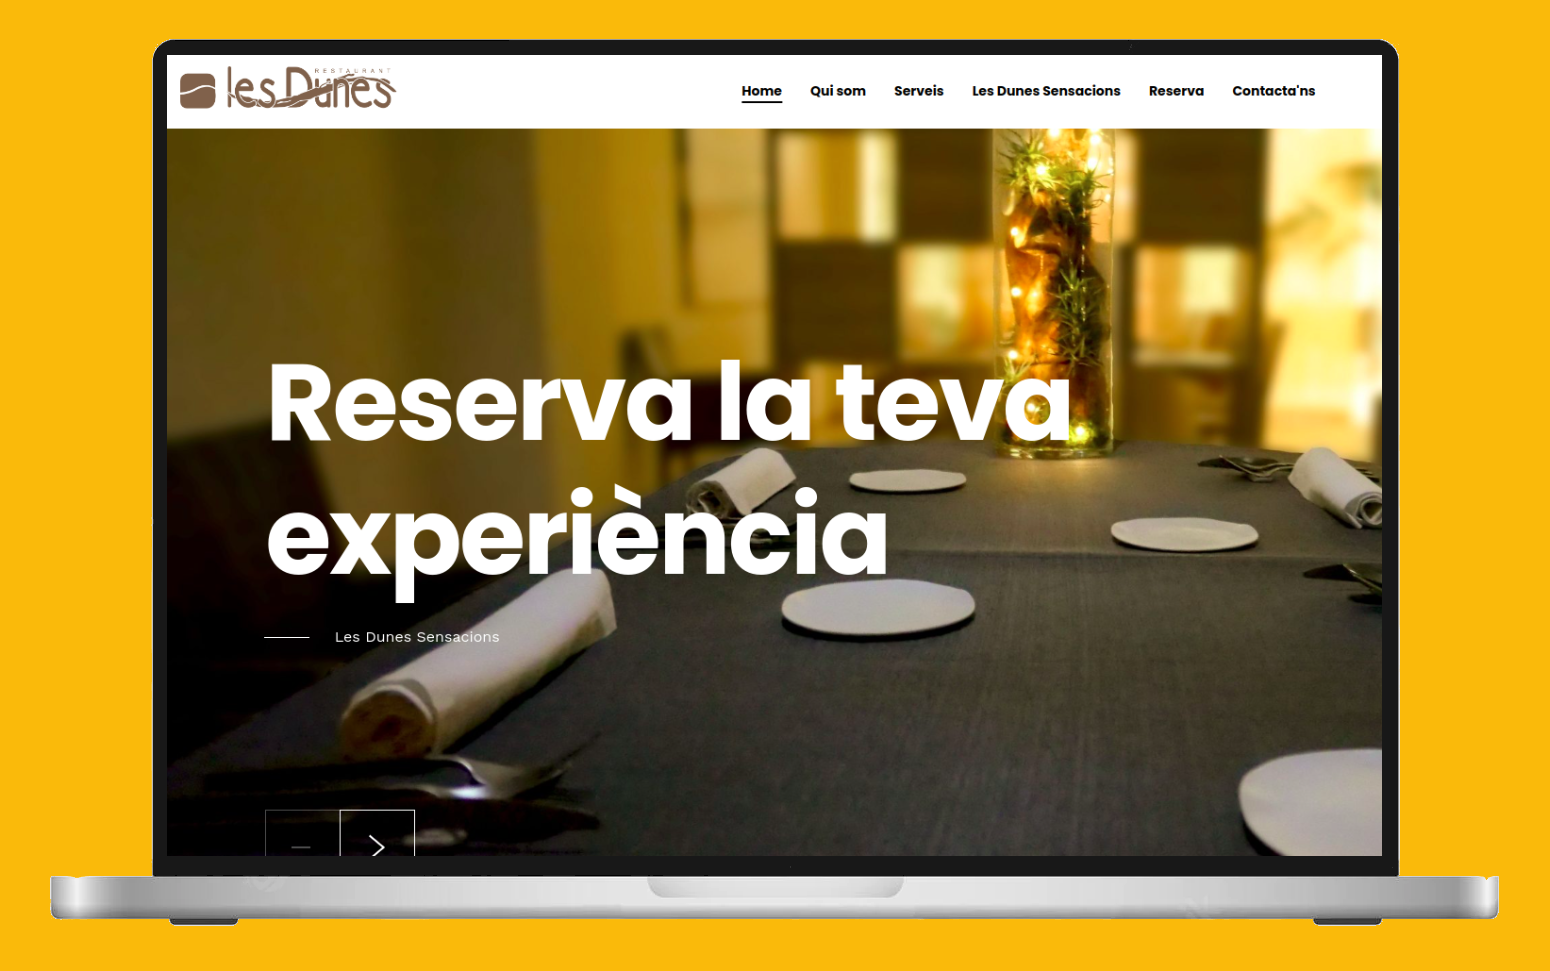 RESTAURANT
les Dunes
Home Qui som Serveis Les Dunes Sensacions Reserva Contacta'ns
Reserva la teva
experiència
Les Dunes Sensacions